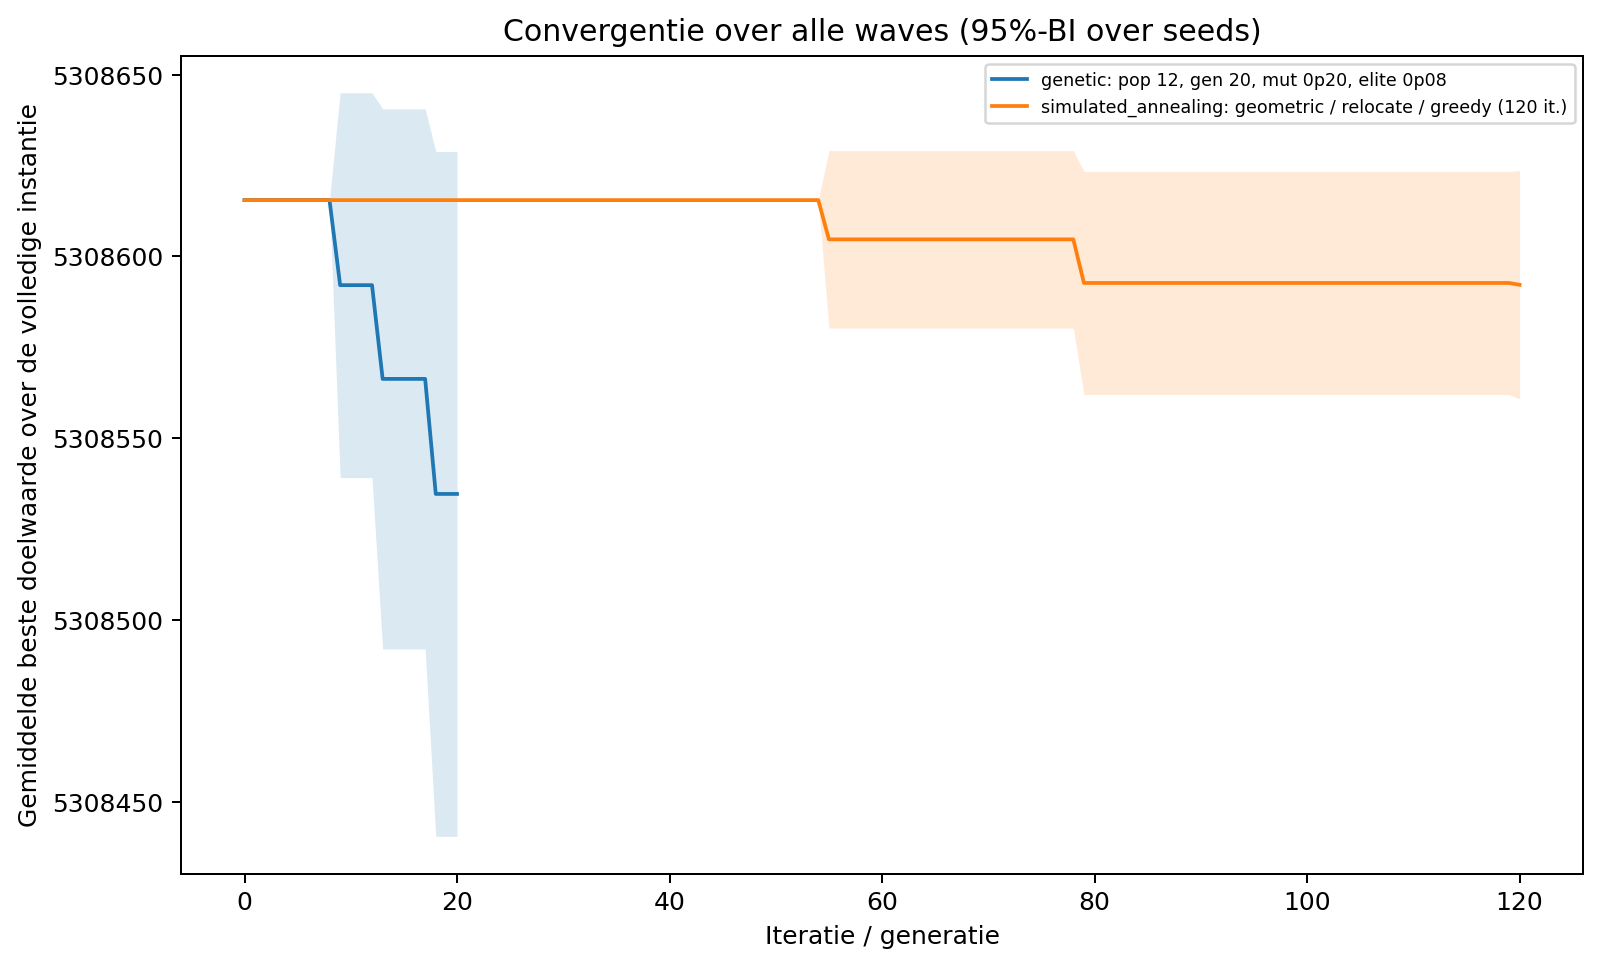 Convergentie over alle waves (95%-BI over seeds)
genetic: pop 12, gen 20, mut 0p20, elite 0p08
simulated_annealing: geometric / relocate / greedy (120 it.)
Gemiddelde beste doelwaarde over de volledige instantie
5308650
5308600
5308550
5308500
5308450
0 20 40 60 80 100 120
Iteratie / generatie